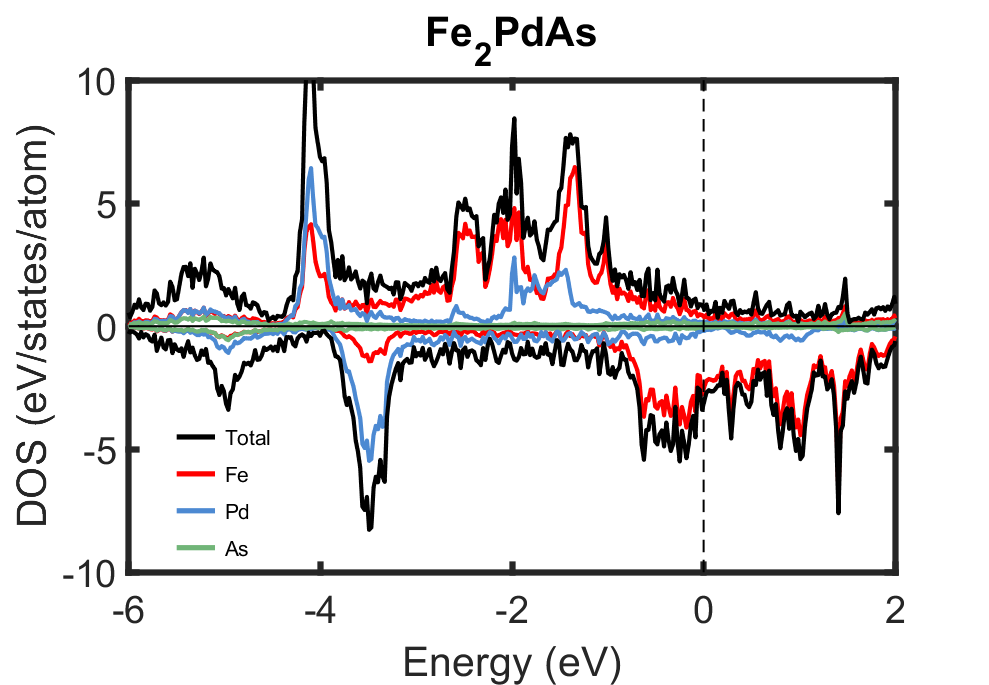 Fe₂PdAs
DOS (eV/states/atom)
10
5
0
-5
-10
Total
Fe
Pd
As
-6 -4 -2 0 2
Energy (eV)